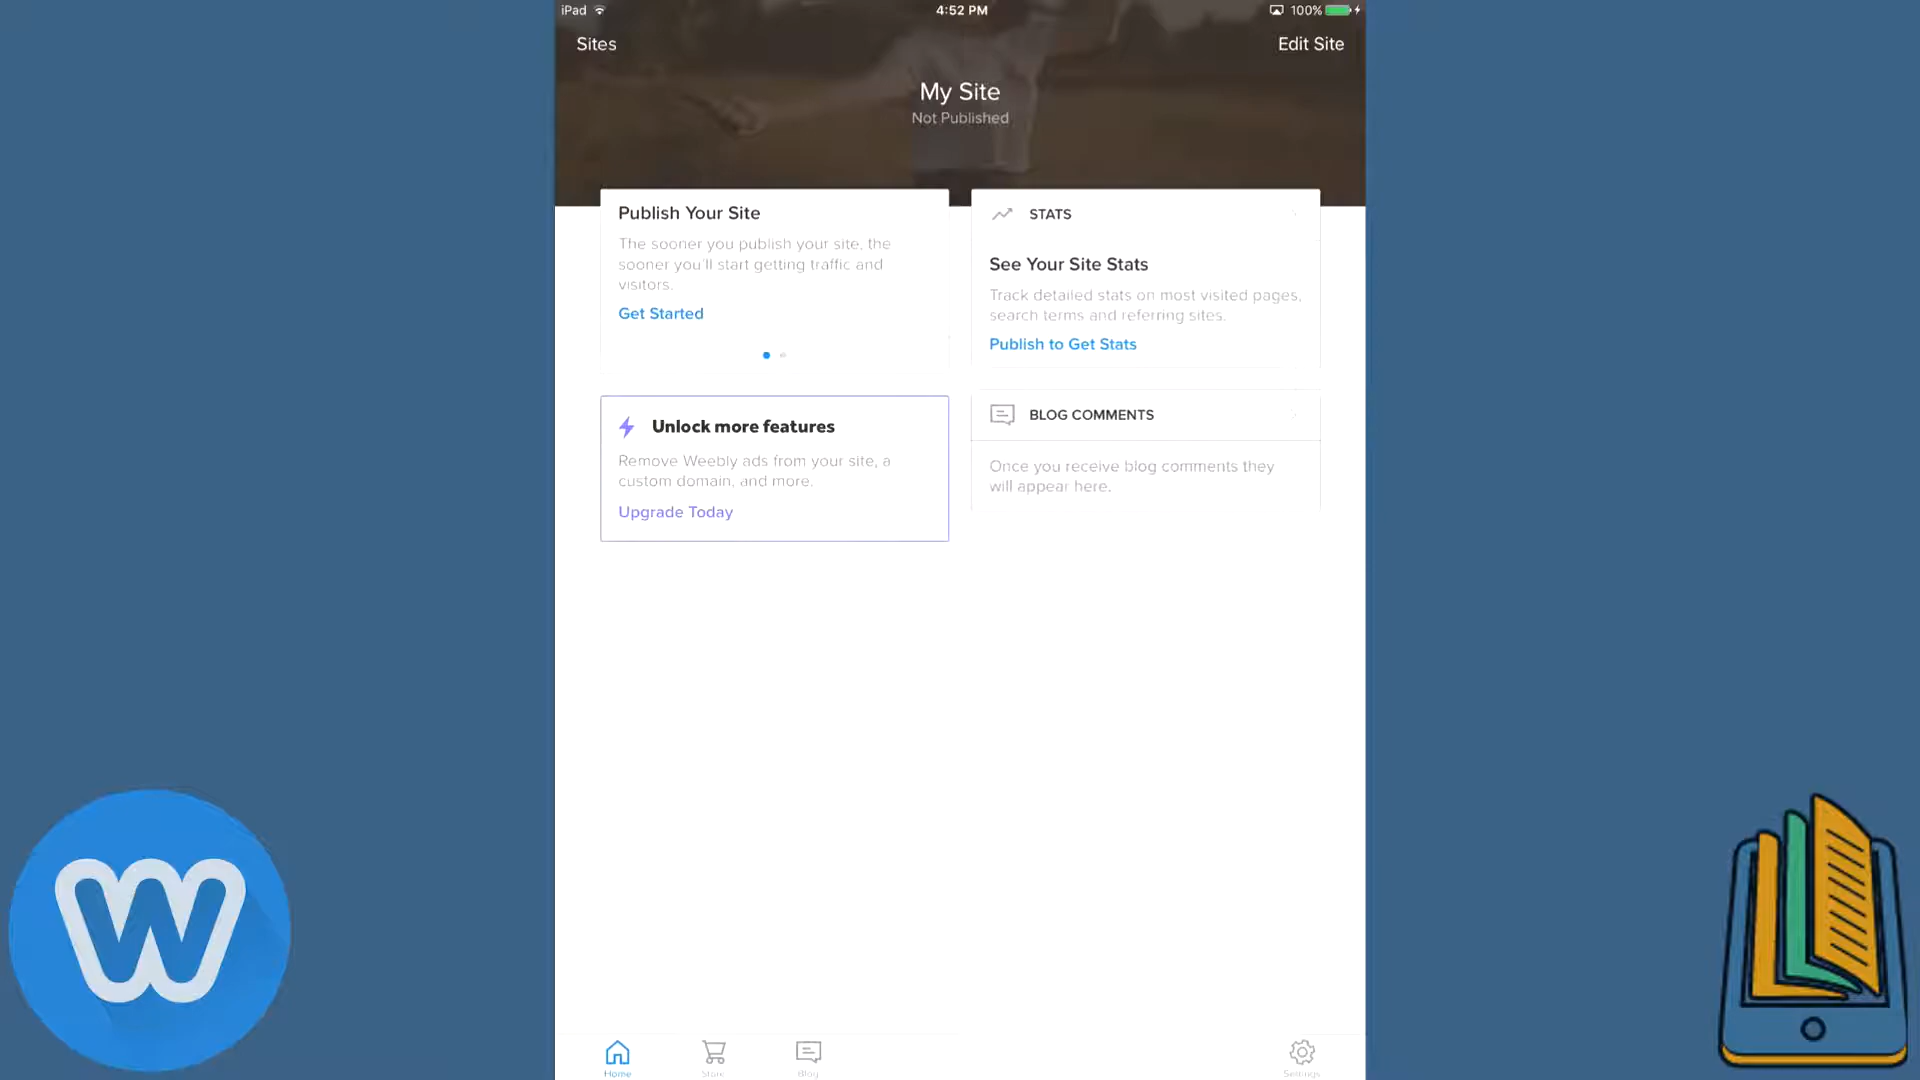 iPad
4:52 PM
100%
Sites
Edit Site
My Site
Not Published
Publish Your Site
The sooner you publish your site, the
sooner you'll start getting traffic and
visitors.
Get Started
STATS
See Your Site Stats
Track detailed stats on most visited pages,
search terms and referring sites.
Publish to Get Stats
Unlock more features
Remove Weebly ads from your site, a
custom domain, and more.
Upgrade Today
BLOG COMMENTS
Once you receive blog comments they
will appear here.
Home
Store
Blog
Settings
W